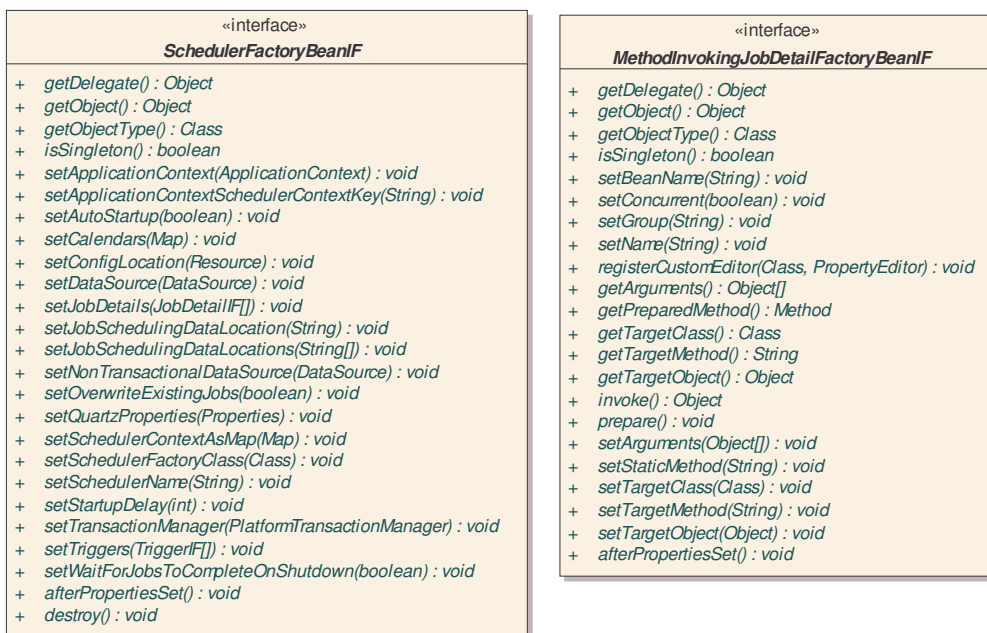 «interface»
SchedulerFactoryBeanIF
+ getDelegate() : Object
+ getObject() : Object
+ getObjectType() : Class
+ isSingleton() : boolean
+ setApplicationContext(ApplicationContext) : void
+ setApplicationContextSchedulerContextKey(String) : void
+ setAutoStartup(boolean) : void
+ setCalendars(Map) : void
+ setConfigLocation(Resource) : void
+ setDataSource(DataSource) : void
+ setJobDetails(JobDetailIF[]) : void
+ setJobSchedulingDataLocation(String) : void
+ setJobSchedulingDataLocations(String[]) : void
+ setNonTransactionalDataSource(DataSource) : void
+ setOverwriteExistingJobs(boolean) : void
+ setQuartzProperties(Properties) : void
+ setSchedulerContextAsMap(Map) : void
+ setSchedulerFactoryClass(Class) : void
+ setSchedulerName(String) : void
+ setStartupDelay(int) : void
+ setTransactionManager(PlatformTransactionManager) : void
+ setTriggers(TriggerIF[]) : void
+ setWaitForJobsToCompleteOnShutdown(boolean) : void
+ afterPropertiesSet() : void
+ destroy() : void
«interface»
MethodInvokingJobDetailFactoryBeanIF
+ getDelegate() : Object
+ getObject() : Object
+ getObjectType() : Class
+ isSingleton() : boolean
+ setBeanName(String) : void
+ setConcurrent(boolean) : void
+ setGroup(String) : void
+ setName(String) : void
+ registerCustomEditor(Class, PropertyEditor) : void
+ getArguments() : Object[]
+ getPreparedMethod() : Method
+ getTargetClass() : Class
+ getTargetMethod() : String
+ getTargetObject() : Object
+ invoke() : Object
+ prepare() : void
+ setArguments(Object[]) : void
+ setStaticMethod(String) : void
+ setTargetClass(Class) : void
+ setTargetMethod(String) : void
+ setTargetObject(Object) : void
+ afterPropertiesSet() : void